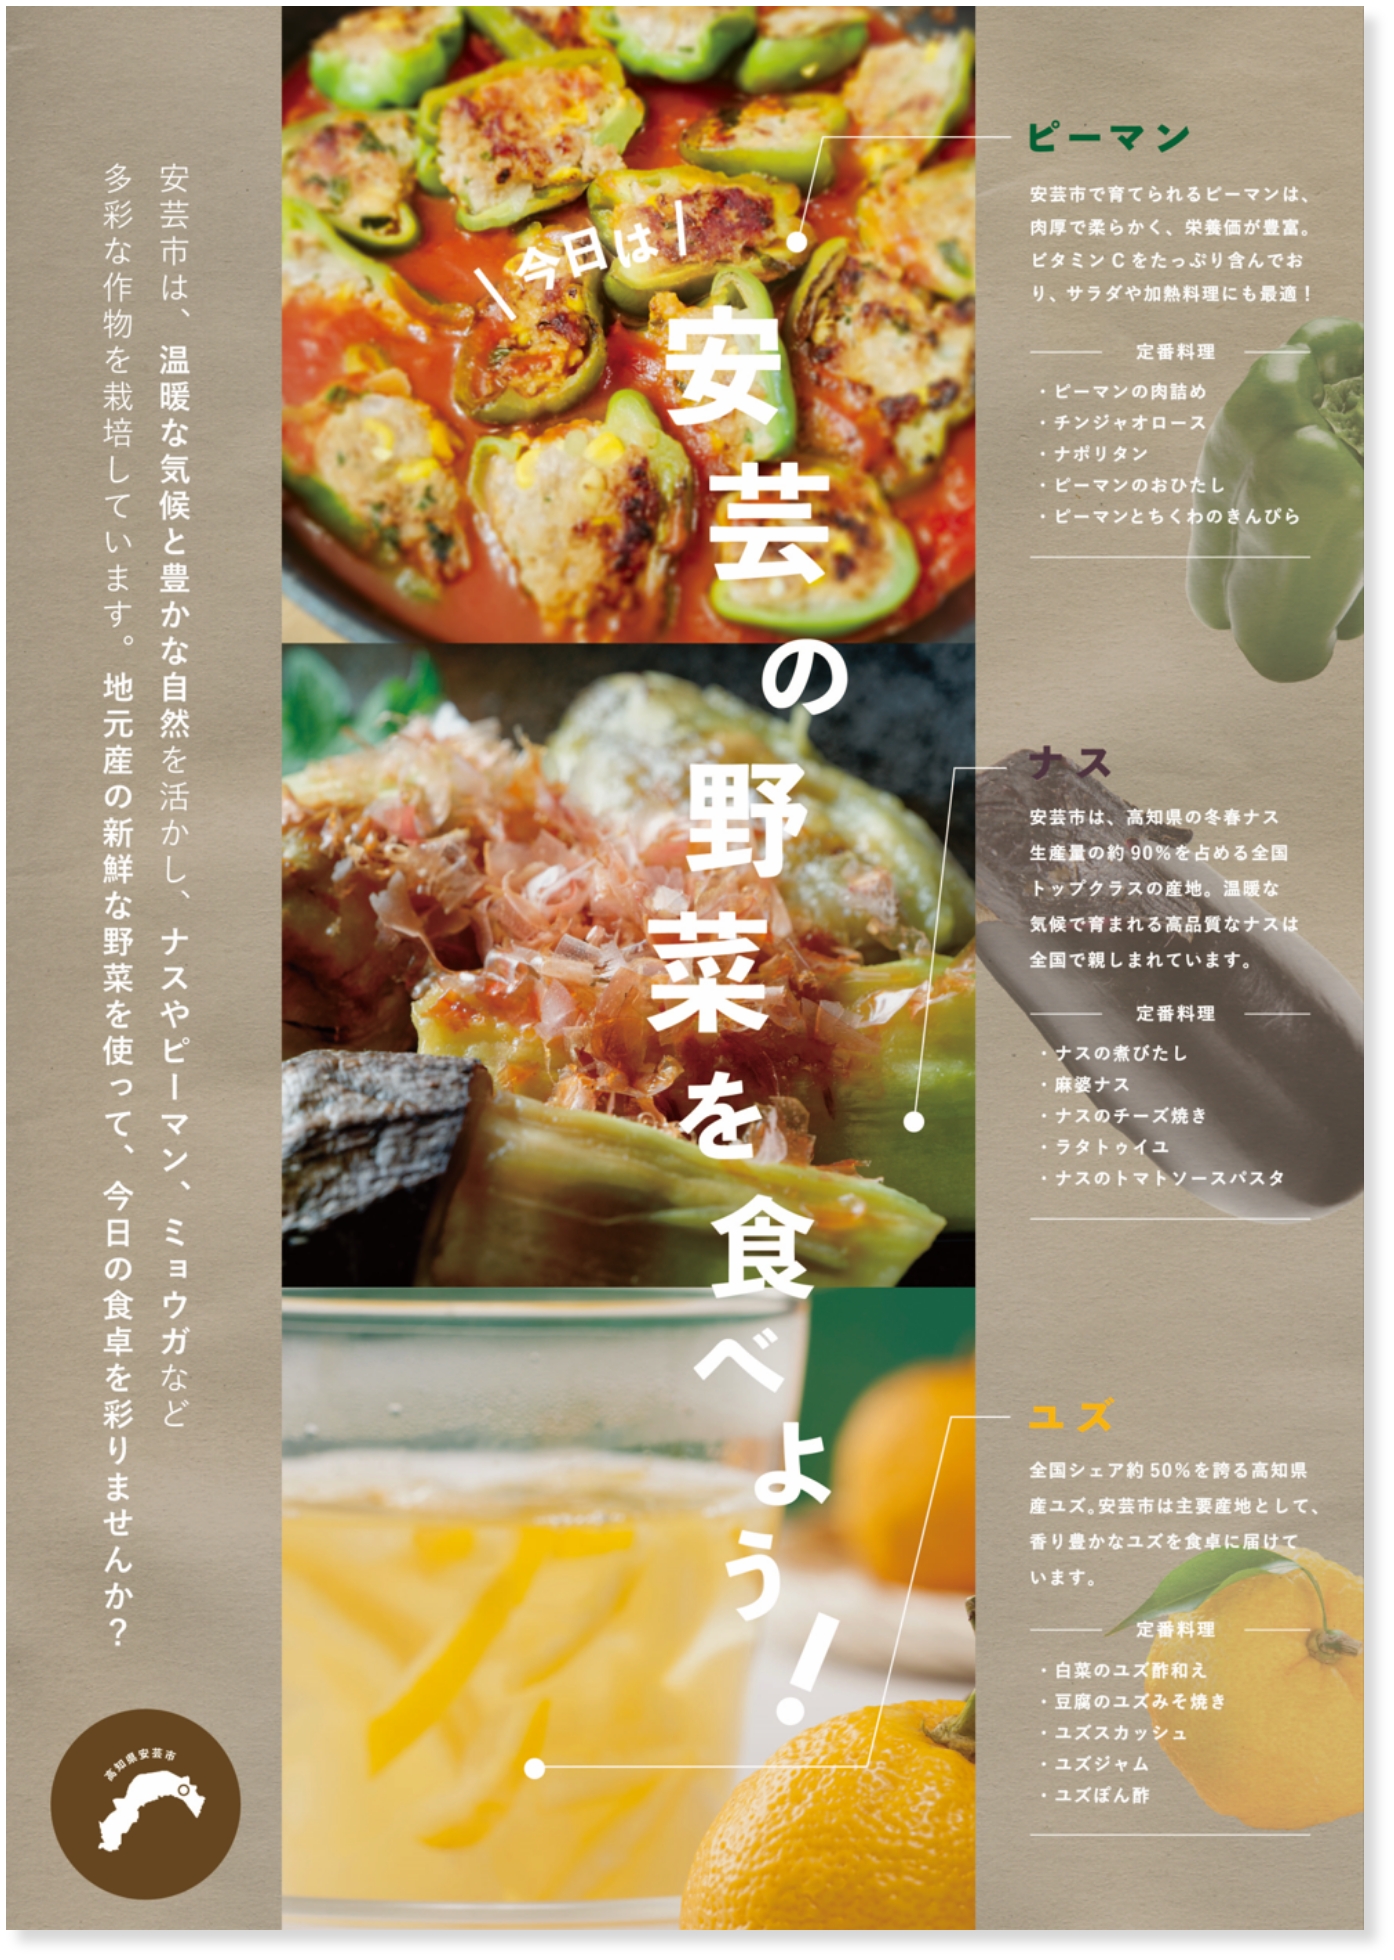 今日は
安芸の野菜を食べよう!
安芸市は、温暖な気候と豊かな自然を活かし、ナスやピーマン、ミョウガなど
多彩な作物を栽培しています。地元産の新鮮な野菜を使って、今日の食卓を彩りませんか?
高知県安芸市
ピーマン
安芸市で育てられるピーマンは、
肉厚で柔らかく、栄養価が豊富。
ビタミン C をたっぷり含んでお
り、サラダや加熱料理にも最適!
定番料理
・ピーマンの肉詰め
・チンジャオロース
・ナポリタン
・ピーマンのおひたし
・ピーマンとちくわのきんぴら
ナス
安芸市は、高知県の冬春ナス
生産量の約 90%を占める全国
トップクラスの産地。温暖な
気候で育まれる高品質なナスは
全国で親しまれています。
定番料理
・ナスの煮びたし
・麻婆ナス
・ナスのチーズ焼き
・ラタトゥイユ
・ナスのトマトソースパスタ
ユズ
全国シェア約 50%を誇る高知県
産ユズ。安芸市は主要産地として、
香り豊かなユズを食卓に届けて
います。
定番料理
・白菜のユズ酢和え
・豆腐のユズみそ焼き
・ユズスカッシュ
・ユズジャム
・ユズぽん酢